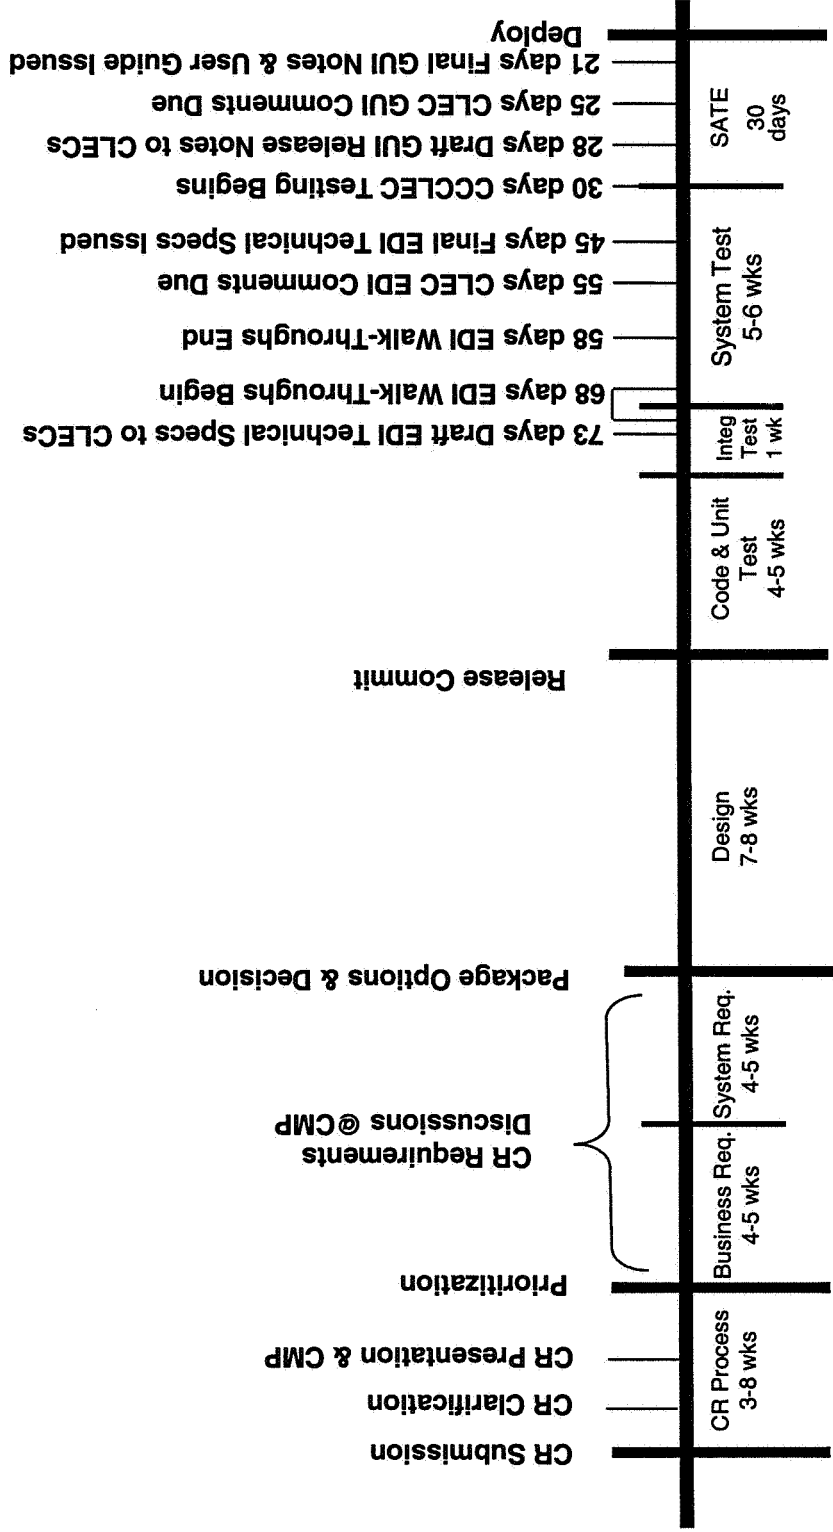 CR Submission
CR Clarification
CR Presentation & CMP
Prioritization
CR Requirements
Discussions @CMP
Package Options & Decision
Release Commit
73 days Draft EDI Technical Specs to CLECs
68 days EDI Walk-Throughs Begin
58 days EDI Walk-Throughs End
55 days CLEC EDI Comments Due
45 days Final EDI Technical Specs Issued
30 days CCCLEC Testing Begins
28 days Draft GUI Release Notes to CLECs
25 days CLEC GUI Comments Due
21 days Final GUI Notes & User Guide Issued
Deploy
CR Process
3-8 wks
Business Req.
4-5 wks
System Req.
4-5 wks
Design
7-8 wks
Code & Unit
Test
4-5 wks
Integ
Test
1 wk
System Test
5-6 wks
SATE
30
days